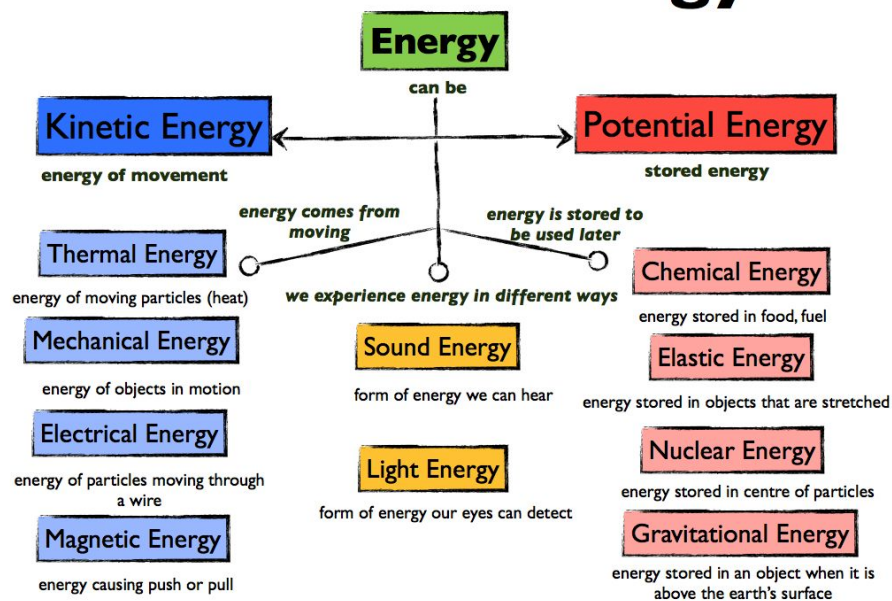 Energy
can be
Kinetic Energy
energy of movement
Potential Energy
stored energy
energy comes from
moving
energy is stored to
be used later
we experience energy in different ways
Thermal Energy
energy of moving particles (heat)
Mechanical Energy
energy of objects in motion
Electrical Energy
energy of particles moving through
a wire
Magnetic Energy
energy causing push or pull
Sound Energy
form of energy we can hear
Light Energy
form of energy our eyes can detect
Chemical Energy
energy stored in food, fuel
Elastic Energy
energy stored in objects that are stretched
Nuclear Energy
energy stored in centre of particles
Gravitational Energy
energy stored in an object when it is
above the earth's surface